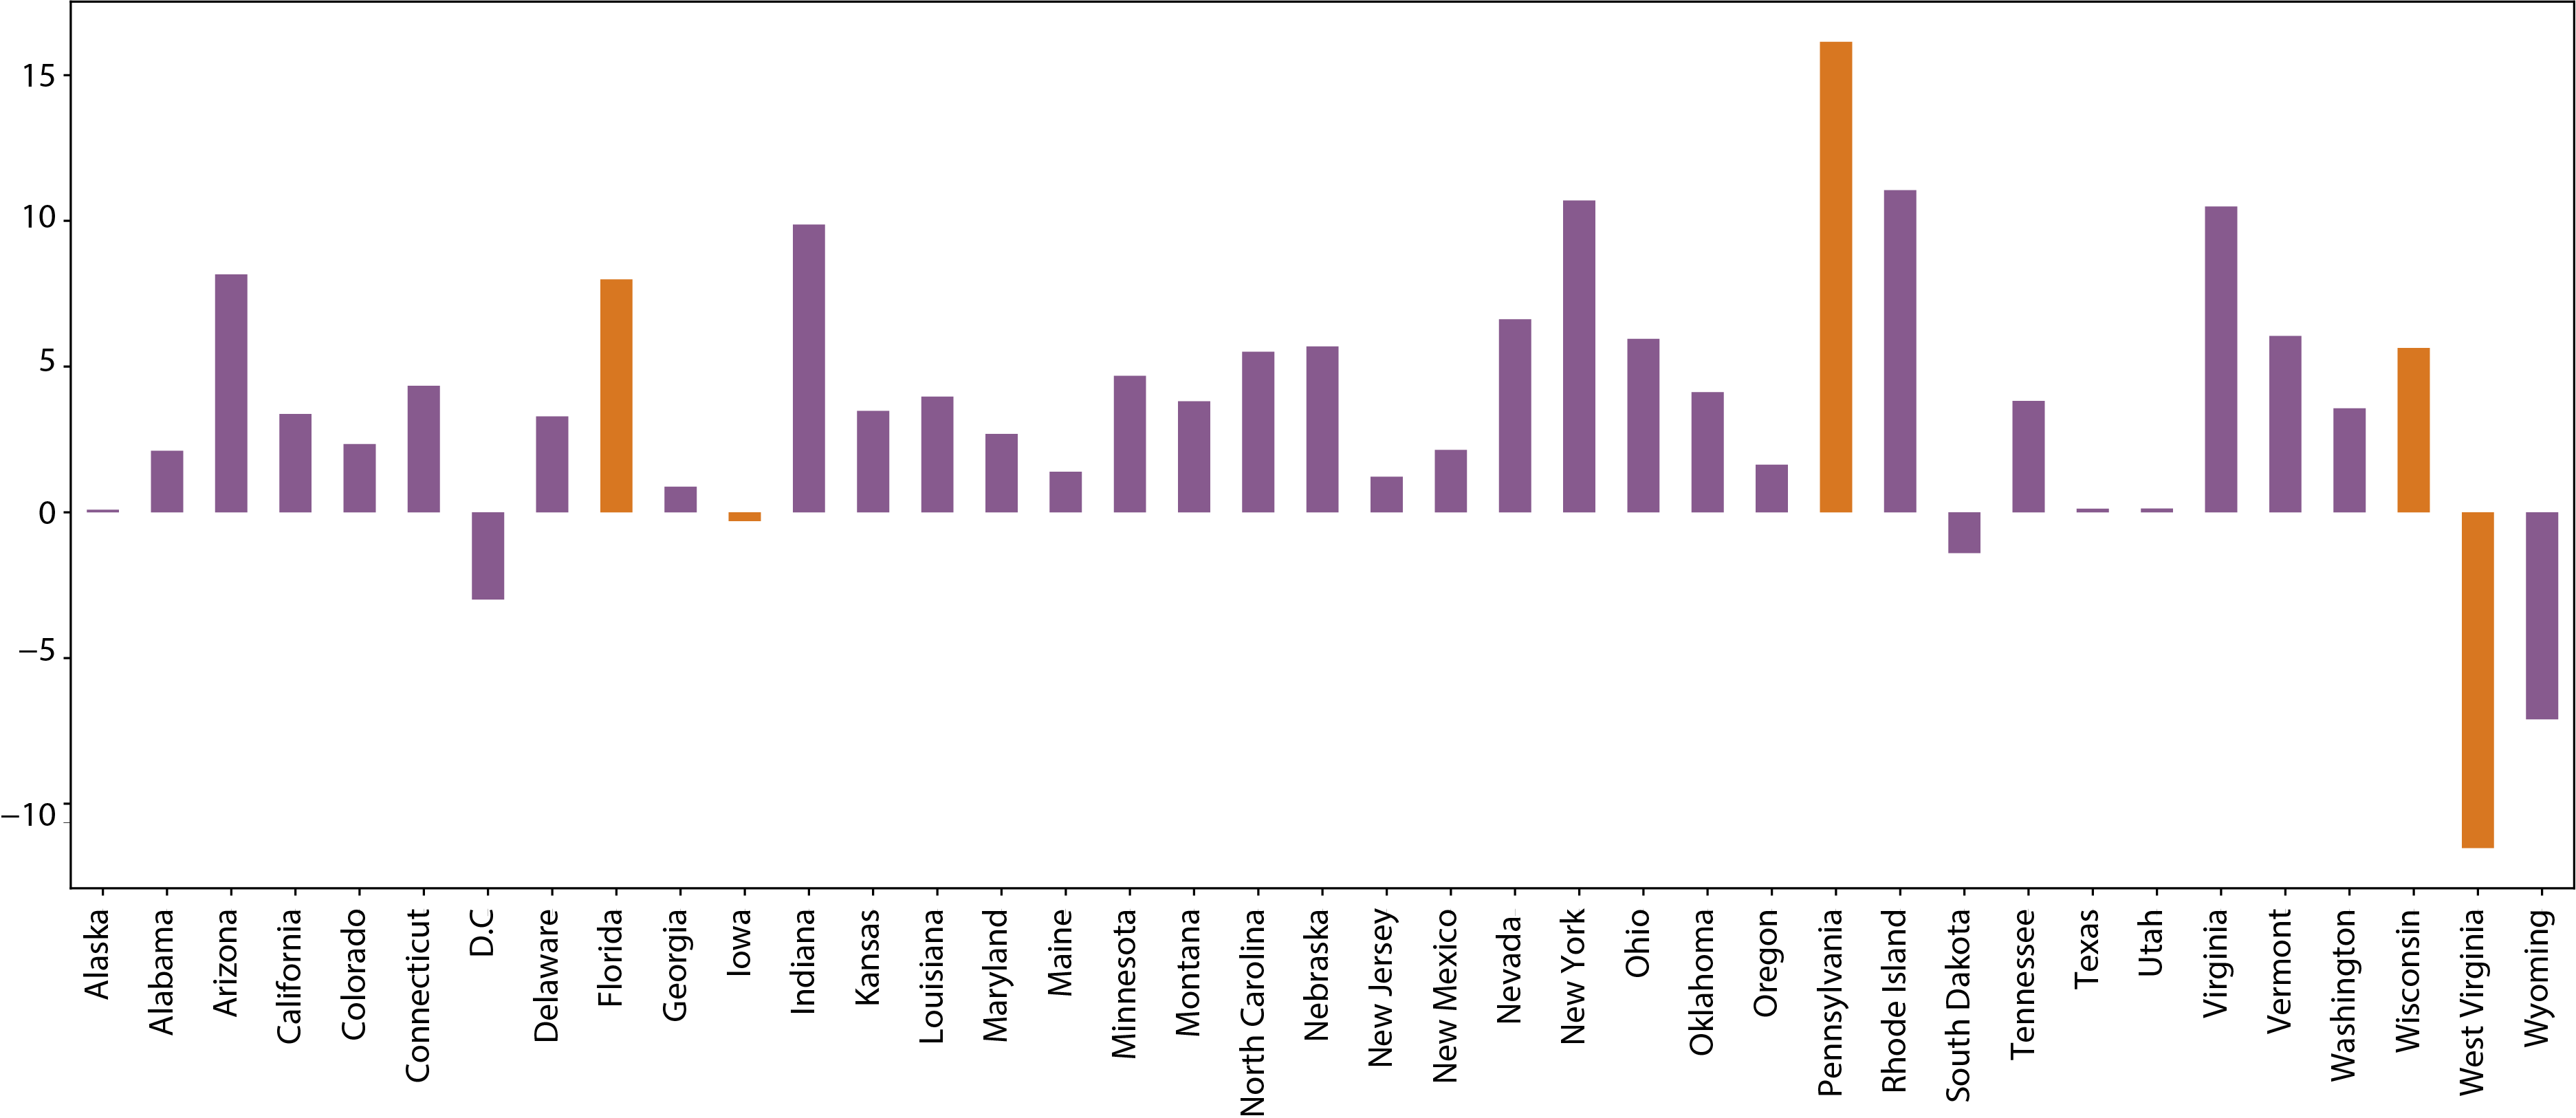 15
10
5
0
−5
−10
Alaska
Alabama
Arizona
California
Colorado
Connecticut
D.C
Delaware
Florida
Georgia
Iowa
Indiana
Kansas
Louisiana
Maryland
Maine
Minnesota
Montana
North Carolina
Nebraska
New Jersey
New Mexico
Nevada
New York
Ohio
Oklahoma
Oregon
Pennsylvania
Rhode Island
South Dakota
Tennessee
Texas
Utah
Virginia
Vermont
Washington
Wisconsin
West Virginia
Wyoming